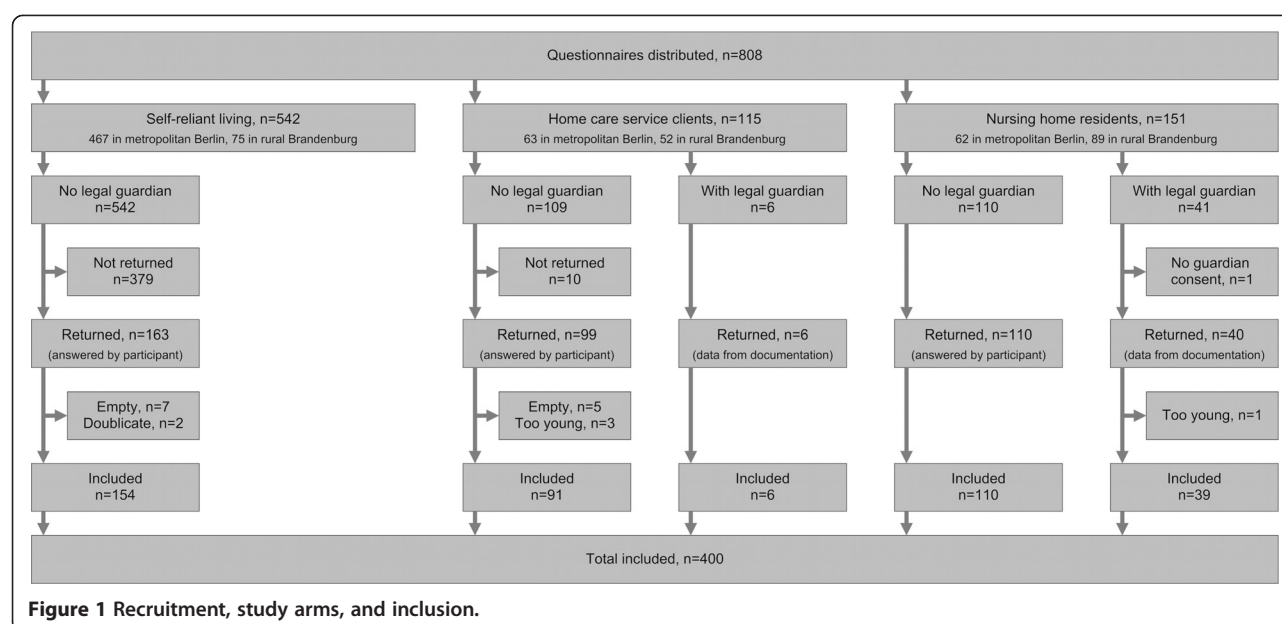 Questionnaires distributed, n=808
Self-reliant living, n=542
467 in metropolitan Berlin, 75 in rural Brandenburg
Home care service clients, n=115
63 in metropolitan Berlin, 52 in rural Brandenburg
Nursing home residents, n=151
62 in metropolitan Berlin, 89 in rural Brandenburg
No legal guardian
n=542
No legal guardian
n=109
With legal guardian
n=6
No legal guardian
n=110
With legal guardian
n=41
Not returned
n=379
Not returned
n=10
No guardian
consent, n=1
Returned, n=163
(answered by participant)
Returned, n=99
(answered by participant)
Returned, n=6
(data from documentation)
Returned, n=110
(answered by participant)
Returned, n=40
(data from documentation)
Empty, n=7
Doublicate, n=2
Empty, n=5
Too young, n=3
Too young, n=1
Included
n=154
Included
n=91
Included
n=6
Included
n=110
Included
n=39
Total included, n=400
Figure 1 Recruitment, study arms, and inclusion.